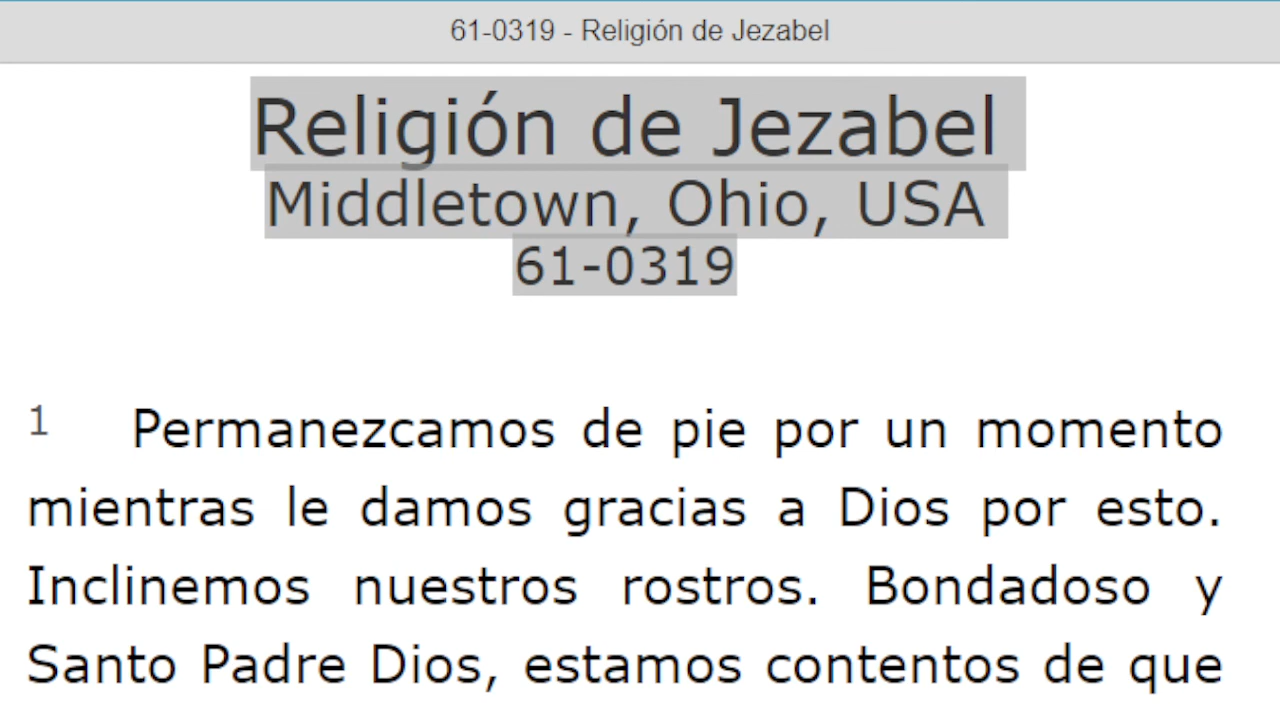 61-0319 - Religión de Jezabel
Religión de Jezabel
Middletown, Ohio, USA
61-0319
1 Permanezcamos de pie por un momento
mientras le damos gracias a Dios por esto.
Inclinemos nuestros rostros. Bondadoso y
Santo Padre Dios, estamos contentos de que